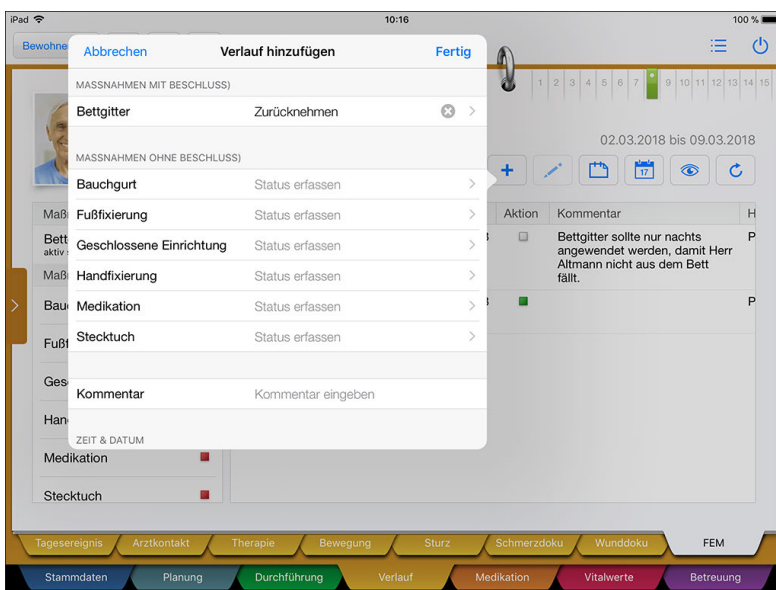 iPad 10:16 100 %
Bewohne
Abbrechen Verlauf hinzufügen Fertig
MASSNAHMEN MIT BESCHLUSS)
Bettgitter Zurücknehmen
MASSNAHMEN OHNE BESCHLUSS)
Bauchgurt Status erfassen
Fußfixierung Status erfassen
Geschlossene Einrichtung Status erfassen
Handfixierung Status erfassen
Medikation Status erfassen
Stecktuch Status erfassen
Kommentar Kommentar eingeben
ZEIT & DATUM
1 2 3 4 5 6 7 9 10 11 12 13 14 15
02.03.2018 bis 09.03.2018
17
Maß
Aktion Kommentar H
Bett
aktiv
Bettgitter sollte nur nachts
angewendet werden, damit Herr
Altmann nicht aus dem Bett
fällt.
P
Maß
Bau
P
Fuß
Ges
Han
Medikation
Stecktuch
Tagesereignis Arztkontakt Therapie Bewegung Sturz Schmerzdoku Wunddoku FEM
Stammdaten Planung Durchführung Verlauf Medikation Vitalwerte Betreuung